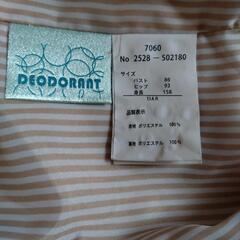 DEODORANT
7060
No 2528-502180
サイズ
バスト 86
ヒップ 93
身長 158
11AR
品質表示
表地 ポリエステル 100%
裏地 ポリエステル 100%